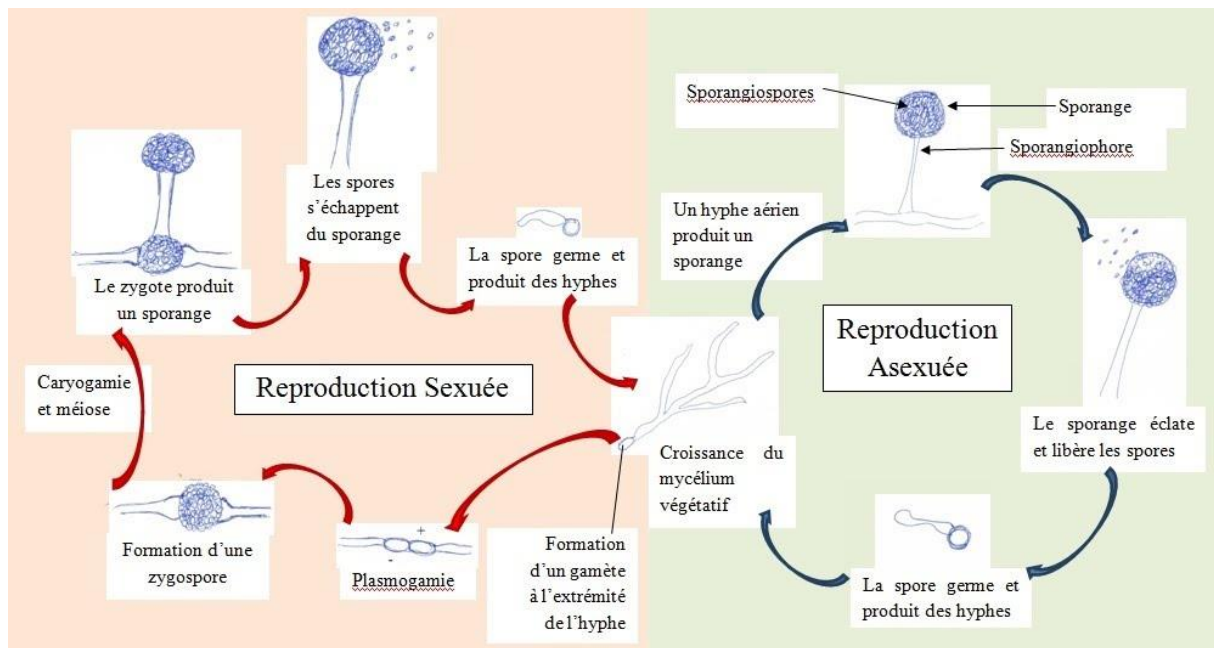 Les spores
s’échappent
du sporange
Le zygote produit
un sporange
La spore germe et
produit des hyphes
Caryogamie
et méiose
Reproduction Sexuée
Formation d’une
zygospore
+
-
Plasmogamie
Formation
d’un gamète
à l’extrémité
de l’hyphe
Croissance du
mycélium
végétatif
Sporangiospores
Sporange
Sporangiophore
Un hyphe aérien
produit un
sporange
Reproduction
Asexuée
Le sporange éclate
et libère les spores
La spore germe et
produit des hyphes